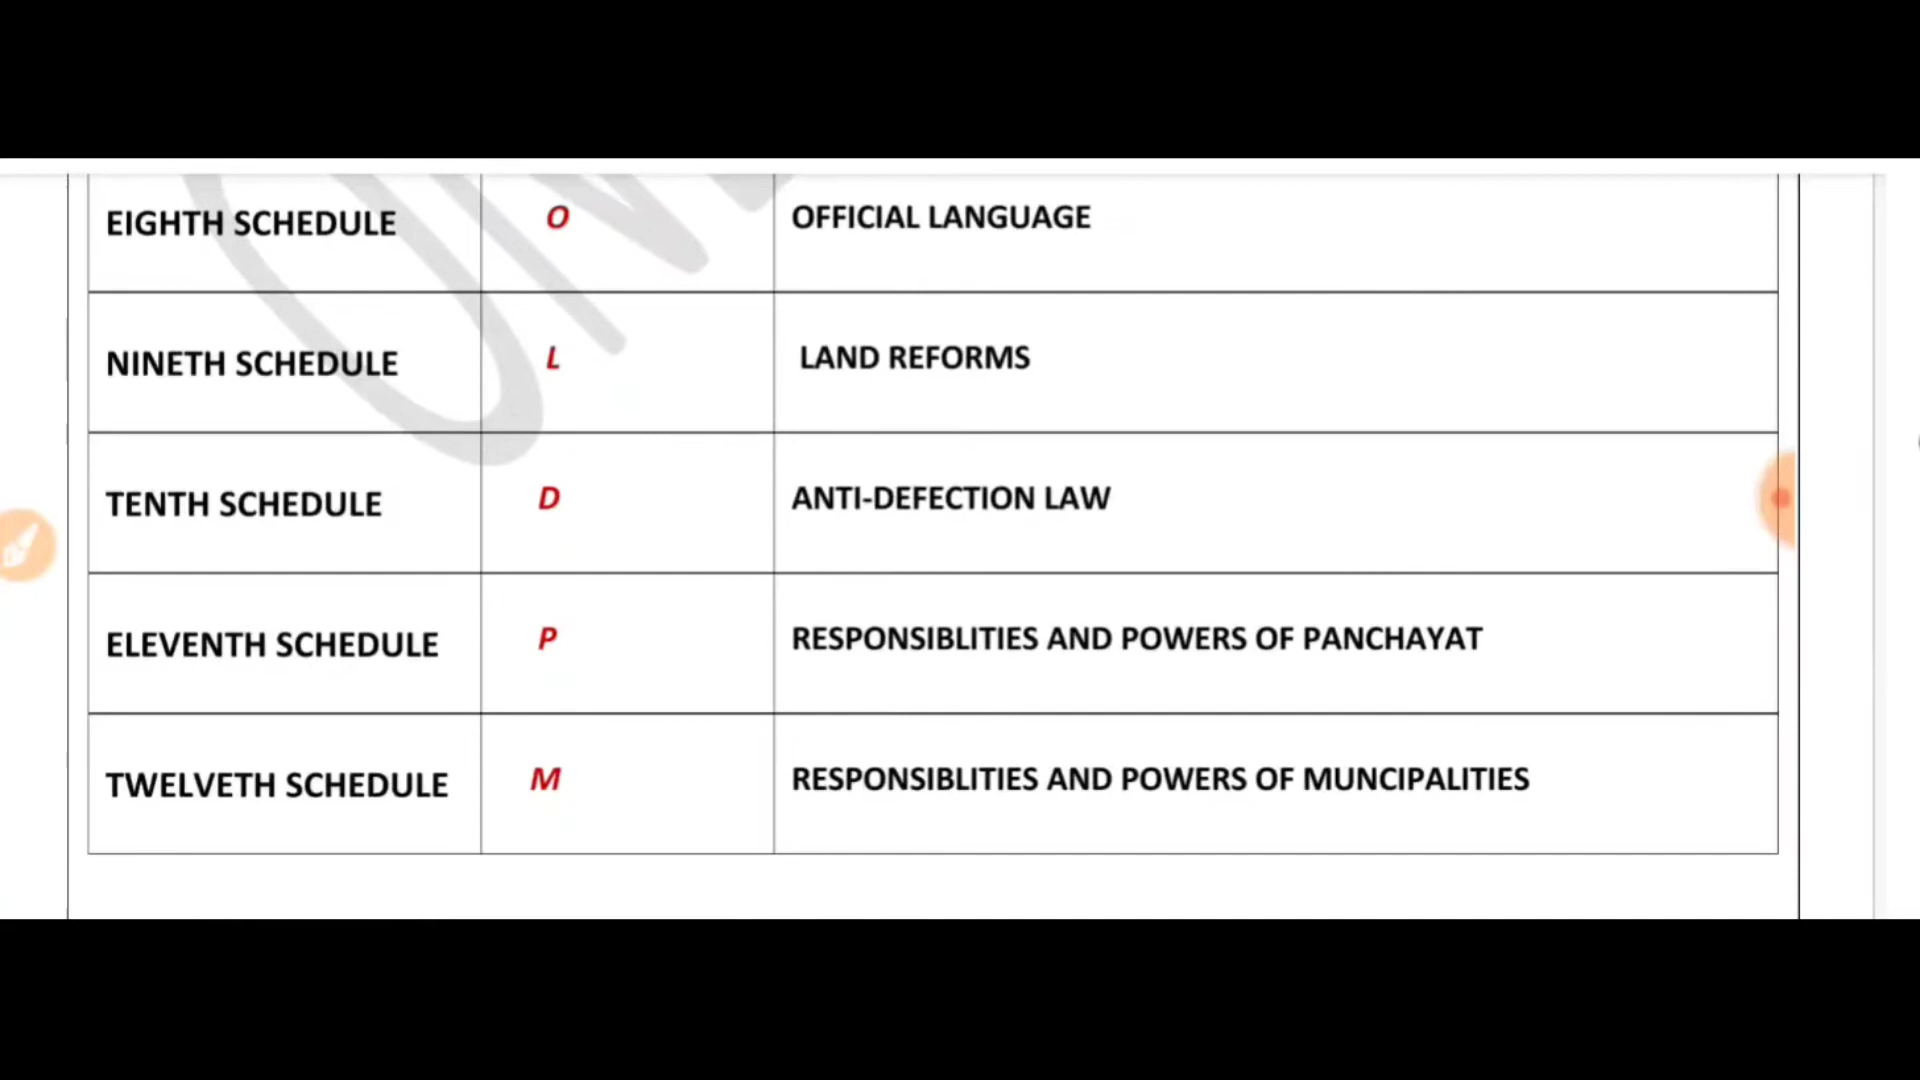 EIGHTH SCHEDULE O OFFICIAL LANGUAGE
NINETH SCHEDULE L LAND REFORMS
TENTH SCHEDULE D ANTI-DEFECTION LAW
ELEVENTH SCHEDULE P RESPONSIBLITIES AND POWERS OF PANCHAYAT
TWELVETH SCHEDULE M RESPONSIBLITIES AND POWERS OF MUNCIPALITIES